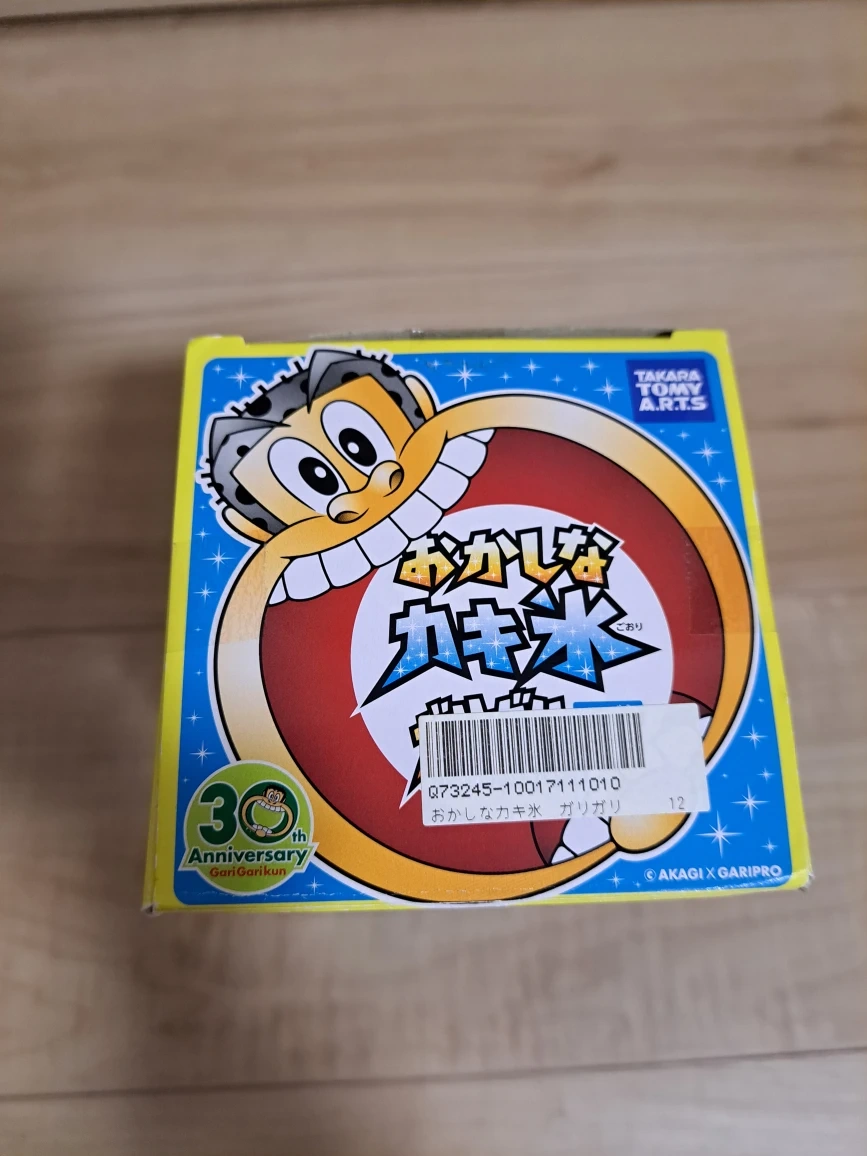 TAKARA
TOMY
A.R.T.S
おかしな
カキ氷
ごおり
Q73245-10017111010
おかしなカキ氷 ガリガリ 12
30th
Anniversary
GariGarikun
© AKAGI X GARIPRO